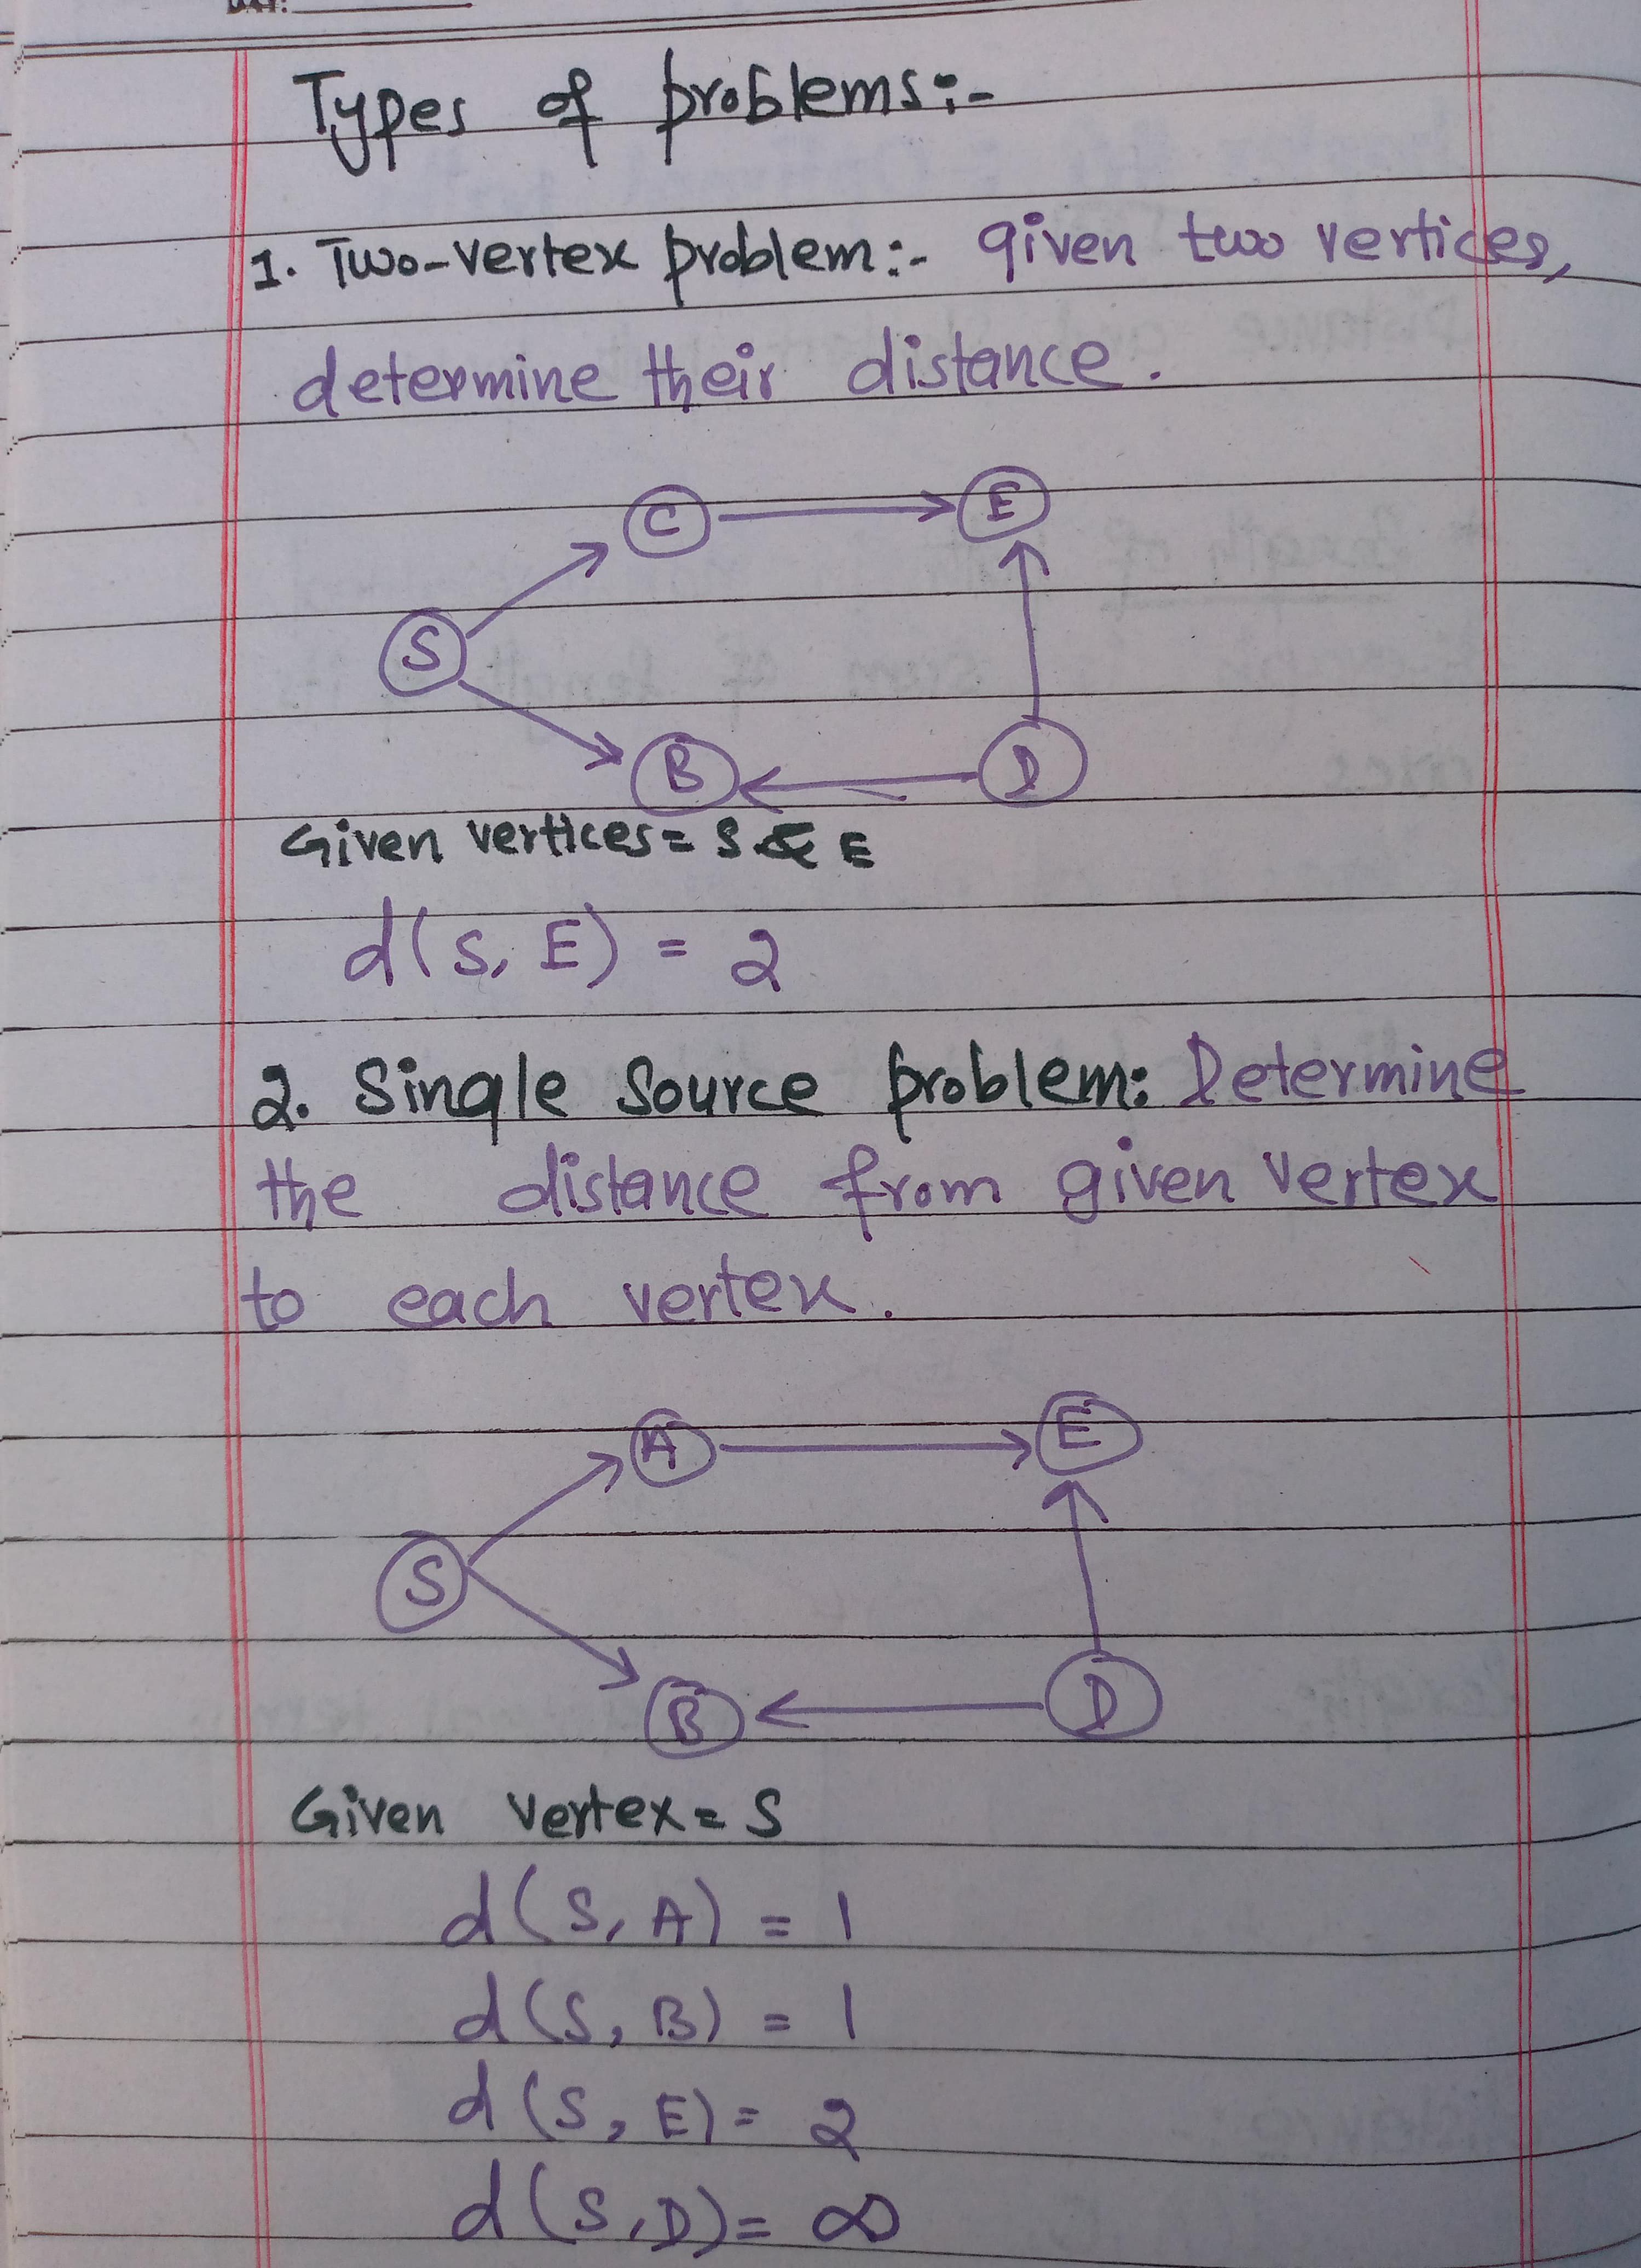 Types of problems:-
1. Two-vertex problem:- given two vertices,
determine their distance.
C E
S
B D
Given vertices= S & E
d(S, E) = 2
2. Single Source problem: Determine
the distance from given vertex
to each vertex.
A E
S
B D
Given vertex= S
d(S, A) = 1
d(S, B) = 1
d(S, E)= 2
d(S,D)= ∞